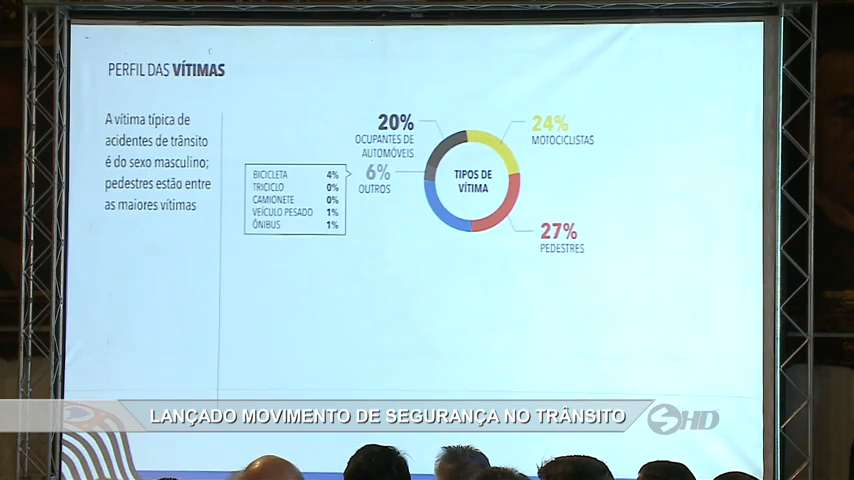 PERFIL DAS VÍTIMAS
A vítima típica de
acidentes de trânsito
é do sexo masculino;
pedestres estão entre
as maiores vítimas
20%
OCUPANTES DE
AUTOMÓVEIS
24%
MOTOCICLISTAS
6%
OUTROS
BICICLETA 4%
TRICICLO 0%
CAMIONETE 0%
VEÍCULO PESADO 1%
ÔNIBUS 1%
TIPOS DE
VÍTIMA
27%
PEDESTRES
LANÇADO MOVIMENTO DE SEGURANÇA NO TRÂNSITO
HD